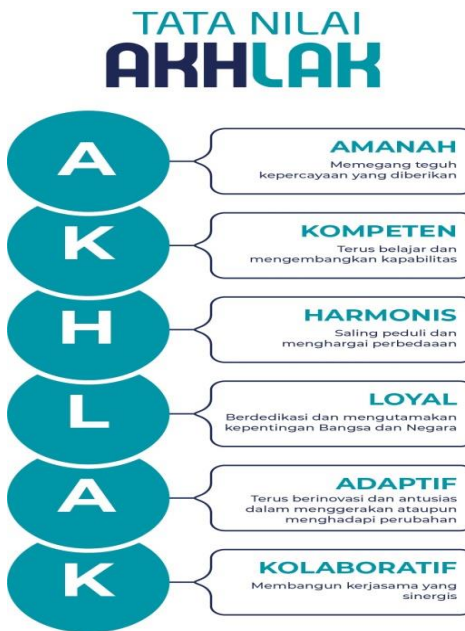 TATA NILAI
AKHLAK
A
AMANAH
Memegang teguh
kepercayaan yang diberikan
K
KOMPETEN
Terus belajar dan
mengembangkan kapabilitas
H
HARMONIS
Saling peduli dan
menghargai perbedaaan
L
LOYAL
Berdedikasi dan mengutamakan
kepentingan Bangsa dan Negara
A
ADAPTIF
Terus berinovasi dan antusias
dalam menggerakan ataupun
menghadapi perubahan
K
KOLABORATIF
Membangun kerjasama yang
sinergis